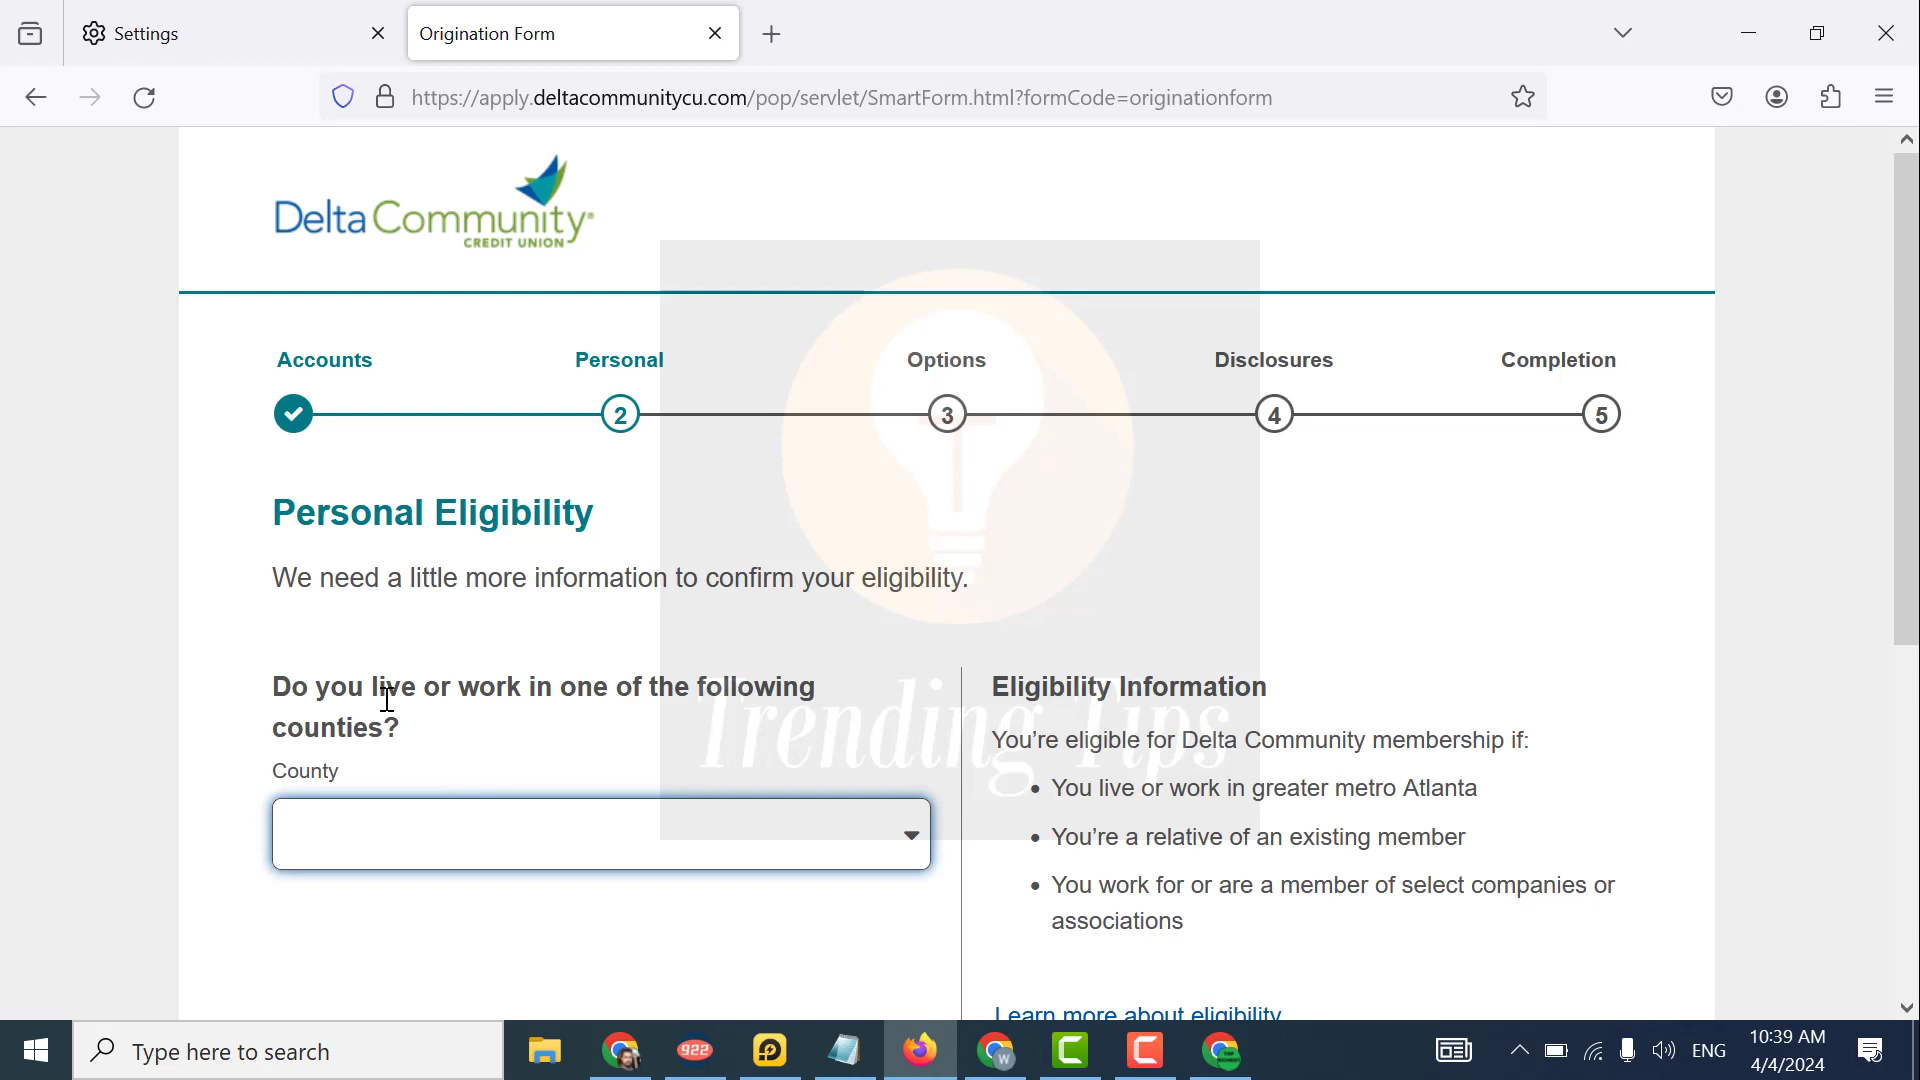 Settings
Origination Form
https://apply.deltacommunitycu.com/pop/servlet/SmartForm.html?formCode=originationform
Delta Community®
CREDIT UNION
Accounts
Personal
Options
Disclosures
Completion
2
3
4
5
Personal Eligibility
We need a little more information to confirm your eligibility.
Do you live or work in one of the following
counties?
County
Eligibility Information
You're eligible for Delta Community membership if:
• You live or work in greater metro Atlanta
• You're a relative of an existing member
• You work for or are a member of select companies or
associations
Learn more about eligibility
Trending Tips
Type here to search
922
W
ENG
10:39 AM
4/4/2024